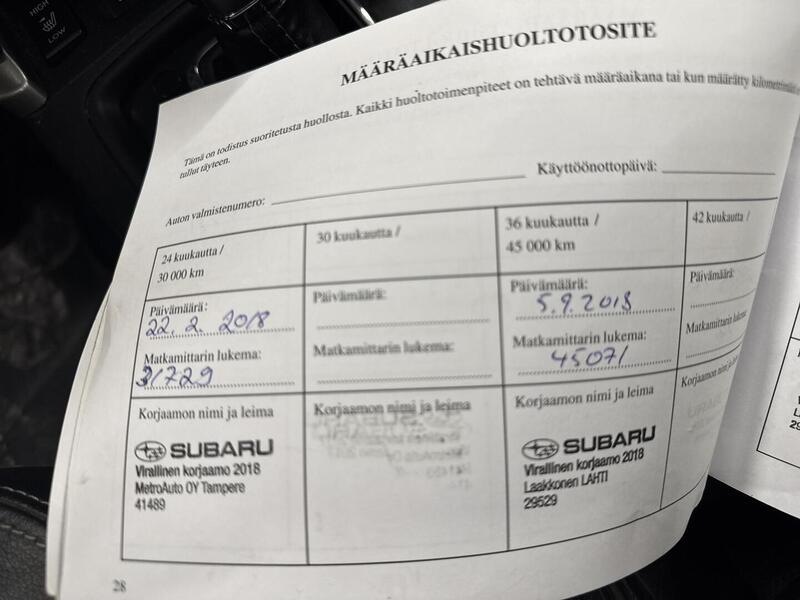 HIGH
LOW
MÄÄRÄAIKAISHUOLTOTOSITE
Tämä on todistus suoritetusta huollosta. Kaikki huoltotoimenpiteet on tehtävä määräaikana tai kun määrätty
tullut täyteen.
Auton valmistenumero:
Käyttöönottopäivä:
24 kuukautta /
30 000 km
30 kuukautta /
36 kuukautta /
45 000 km
42 kuukautta /
Päivämäärä:
22. 2. 2018
Päivämäärä:
Päivämäärä:
5.9.2018
Päivämäärä:
Matkamittarin lukema:
31729
Matkamittarin lukema:
Matkamittarin lukema:
45071
Matkamittarin lukema:
Korjaamon nimi ja leima
SUBARU
Virallinen korjaamo 2018
MetroAuto OY Tampere
41489
Korjaamon nimi ja leima
Korjaamon nimi ja leima
SUBARU
Virallinen korjaamo 2018
Laakkonen LAHTI
29529
Korjaamon nimi ja
28